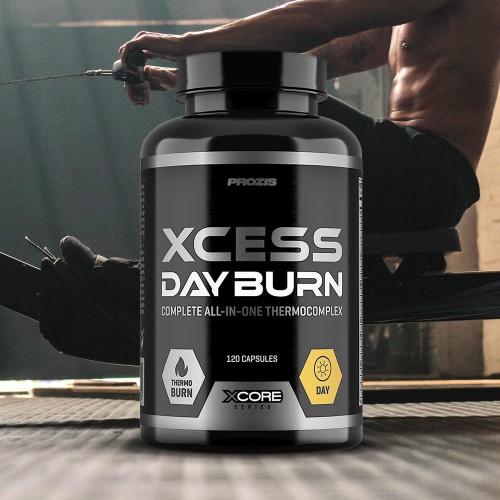 PROZIS
XCESS
DAY BURN
COMPLETE ALL-IN-ONE THERMOCOMPLEX
120 CAPSULES
THERMO
BURN
DAY
XCORE
SERIES